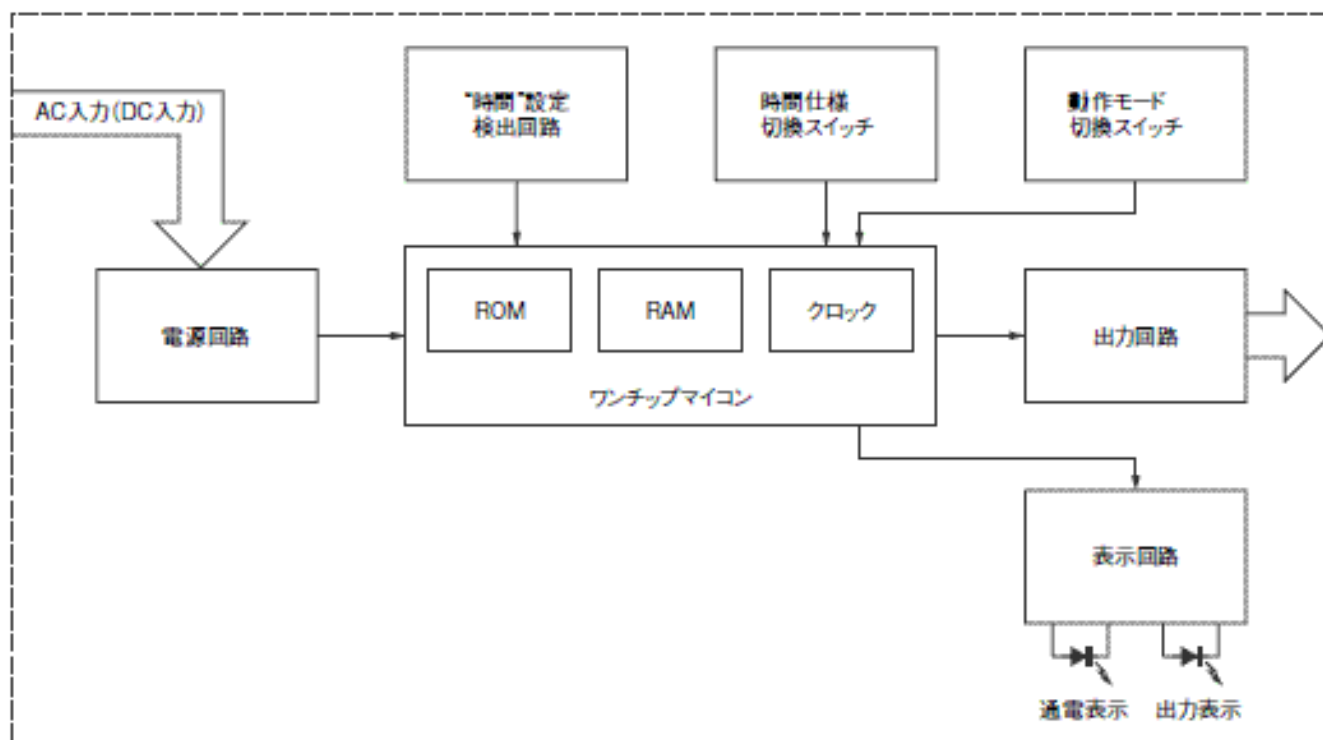 AC入力(DC入力)
"時間"設定
検出回路
時間仕様
切換スイッチ
動作モード
切換スイッチ
電源回路
ROM
RAM
クロック
ワンチップマイコン
出力回路
表示回路
通電表示
出力表示